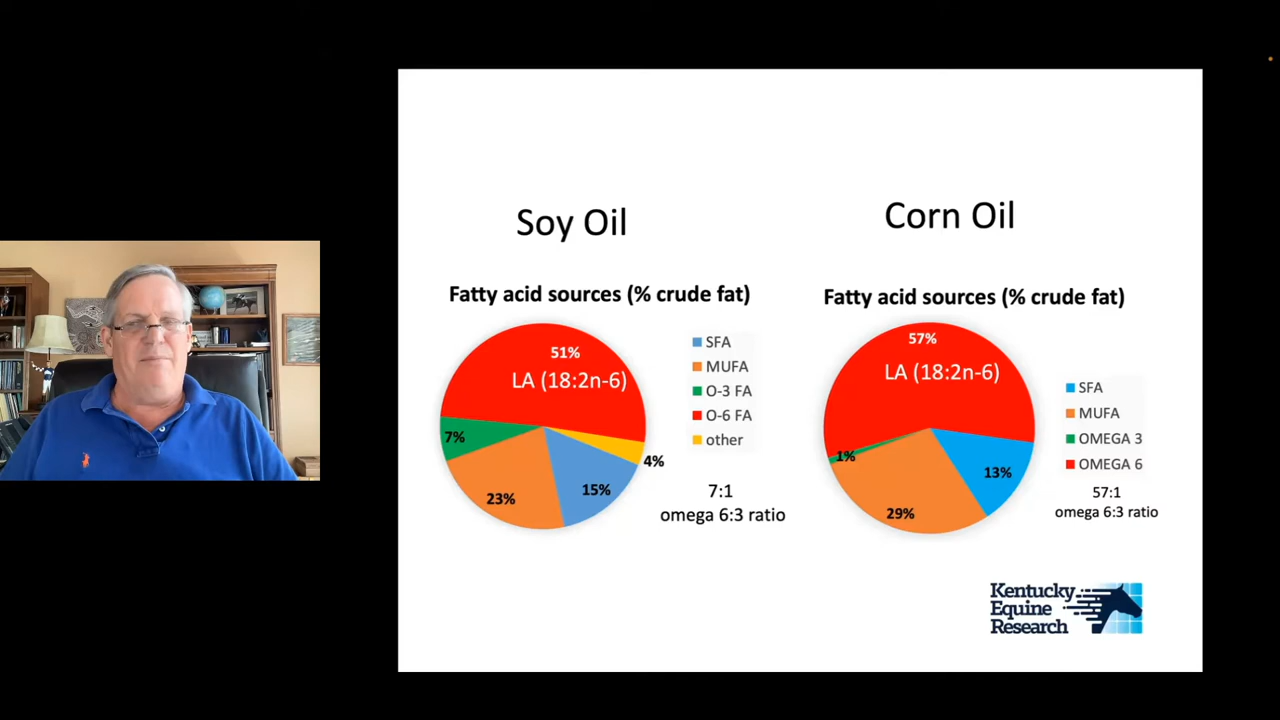 Soy Oil
Fatty acid sources (% crude fat)
51%
LA (18:2n-6)
7%
4%
23%
15%
SFA
MUFA
O-3 FA
O-6 FA
other
7:1
omega 6:3 ratio
Corn Oil
Fatty acid sources (% crude fat)
57%
LA (18:2n-6)
1%
13%
29%
SFA
MUFA
OMEGA 3
OMEGA 6
57:1
omega 6:3 ratio
Kentucky
Equine
Research